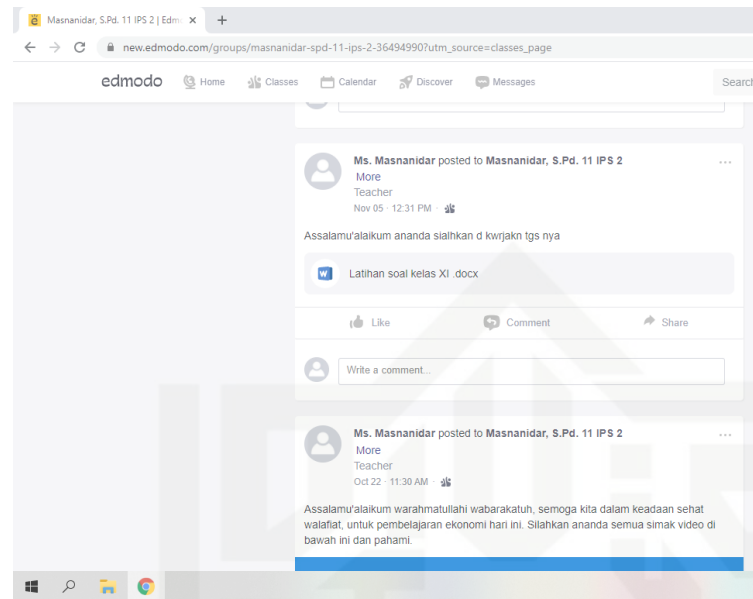 Masnanidar, S.Pd. 11 IPS 2 | Edm
new.edmodo.com/groups/masnanidar-spd-11-ips-2-36494990?utm_source=classes_page
edmodo Home Classes Calendar Discover Messages Search
Ms. Masnanidar posted to Masnanidar, S.Pd. 11 IPS 2
More
Teacher
Nov 05 · 12:31 PM ·
Assalamu'alaikum ananda sialhkan d kwrjakn tgs nya
Latihan soal kelas XI .docx
Like Comment Share
Write a comment...
Ms. Masnanidar posted to Masnanidar, S.Pd. 11 IPS 2
More
Teacher
Oct 22 · 11:30 AM ·
Assalamu'alaikum warahmatullahi wabarakatuh, semoga kita dalam keadaan sehat
walafiat, untuk pembelajaran ekonomi hari ini. Silahkan ananda semua simak video di
bawah ini dan pahami.